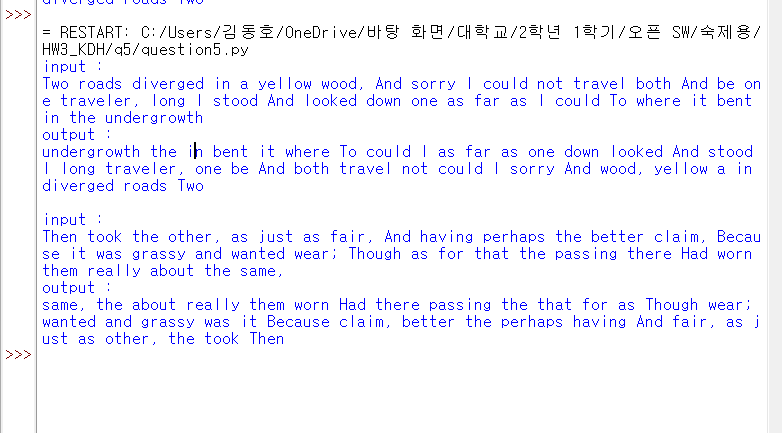 diverged roads Two
>>>
= RESTART: C:/Users/김동호/OneDrive/바탕 화면/대학교/2학년 1학기/오픈 SW/숙제용/
HW3_KDH/q5/question5.py
input :
Two roads diverged in a yellow wood, And sorry I could not travel both And be on
e traveler, long I stood And looked down one as far as I could To where it bent
in the undergrowth
output :
undergrowth the in bent it where To could I as far as one down looked And stood
I long traveler, one be And both travel not could I sorry And wood, yellow a in
diverged roads Two
input :
Then took the other, as just as fair, And having perhaps the better claim, Becau
se it was grassy and wanted wear; Though as for that the passing there Had worn
them really about the same,
output :
same, the about really them worn Had there passing the that for as Though wear;
wanted and grassy was it Because claim, better the perhaps having And fair, as j
ust as other, the took Then
>>>